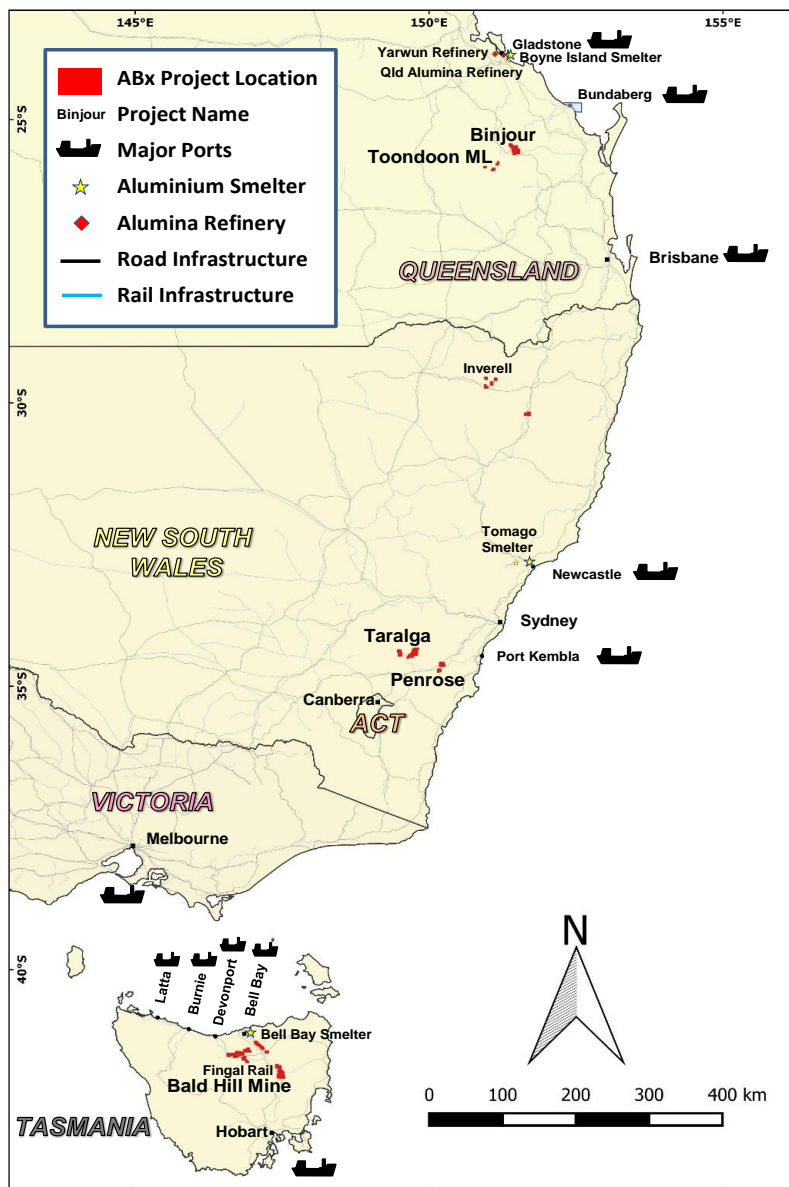 145°E
150°E
155°E
25°S
30°S
35°S
40°S
ABx Project Location
Binjour Project Name
Major Ports
Aluminium Smelter
Alumina Refinery
Road Infrastructure
Rail Infrastructure
Gladstone
Yarwun Refinery
Boyne Island Smelter
Qld Alumina Refinery
Bundaberg
Binjour
Toondoon ML
Brisbane
QUEENSLAND
Inverell
Tomago
Smelter
NEW SOUTH
WALES
Newcastle
Sydney
Taralga
Port Kembla
Penrose
Canberra
ACT
VICTORIA
Melbourne
Latta
Burnie
Devonport
Bell Bay
Bell Bay Smelter
Fingal Rail
Bald Hill Mine
TASMANIA
Hobart
N
0 100 200 300 400 km